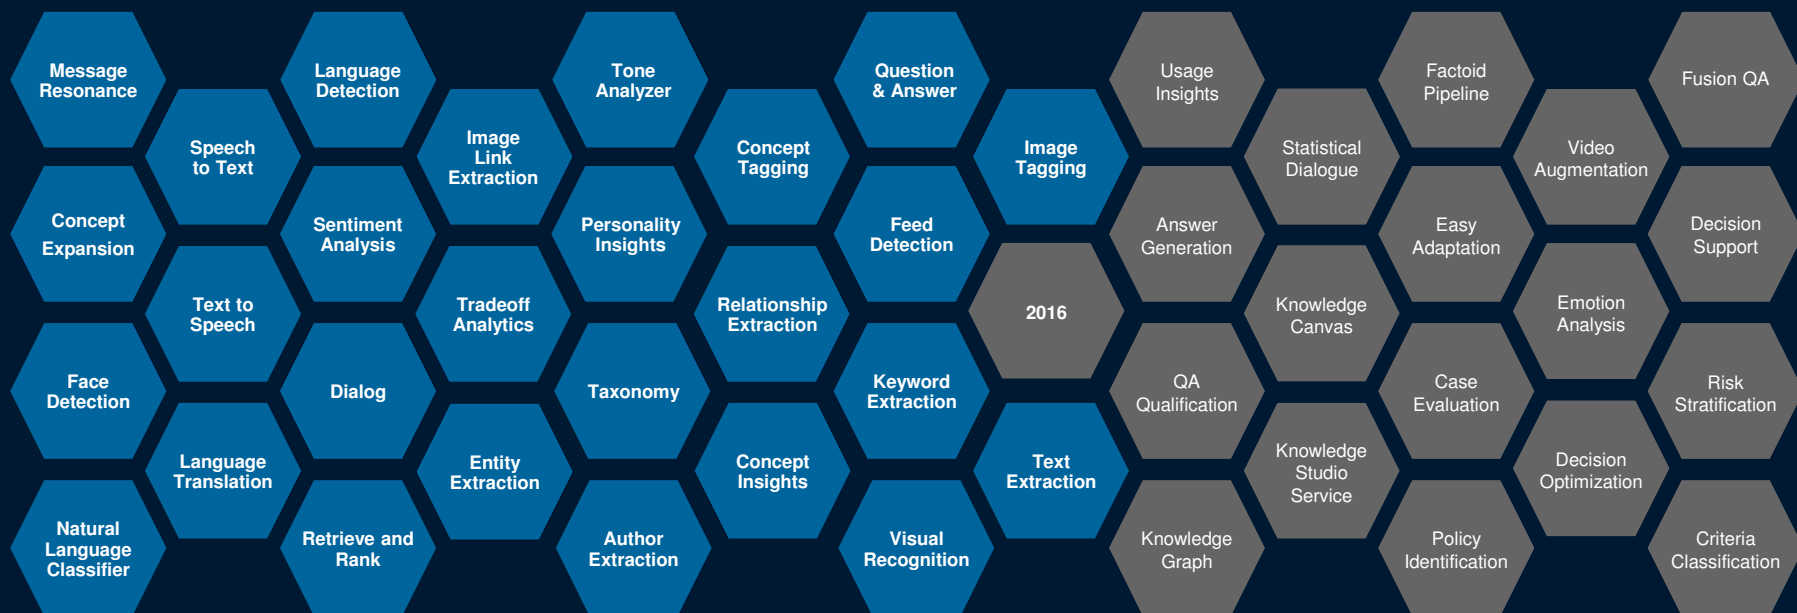 Message
Resonance
Language
Detection
Tone
Analyzer
Question
& Answer
Usage
Insights
Factoid
Pipeline
Fusion QA
Speech
to Text
Image
Link
Extraction
Concept
Tagging
Image
Tagging
Statistical
Dialogue
Video
Augmentation
Concept
Expansion
Sentiment
Analysis
Personality
Insights
Feed
Detection
Answer
Generation
Easy
Adaptation
Decision
Support
Text to
Speech
Tradeoff
Analytics
Relationship
Extraction
2016
Knowledge
Canvas
Emotion
Analysis
Face
Detection
Dialog
Taxonomy
Keyword
Extraction
QA
Qualification
Case
Evaluation
Risk
Stratification
Language
Translation
Entity
Extraction
Concept
Insights
Text
Extraction
Knowledge
Studio
Service
Decision
Optimization
Natural
Language
Classifier
Retrieve and
Rank
Author
Extraction
Visual
Recognition
Knowledge
Graph
Policy
Identification
Criteria
Classification